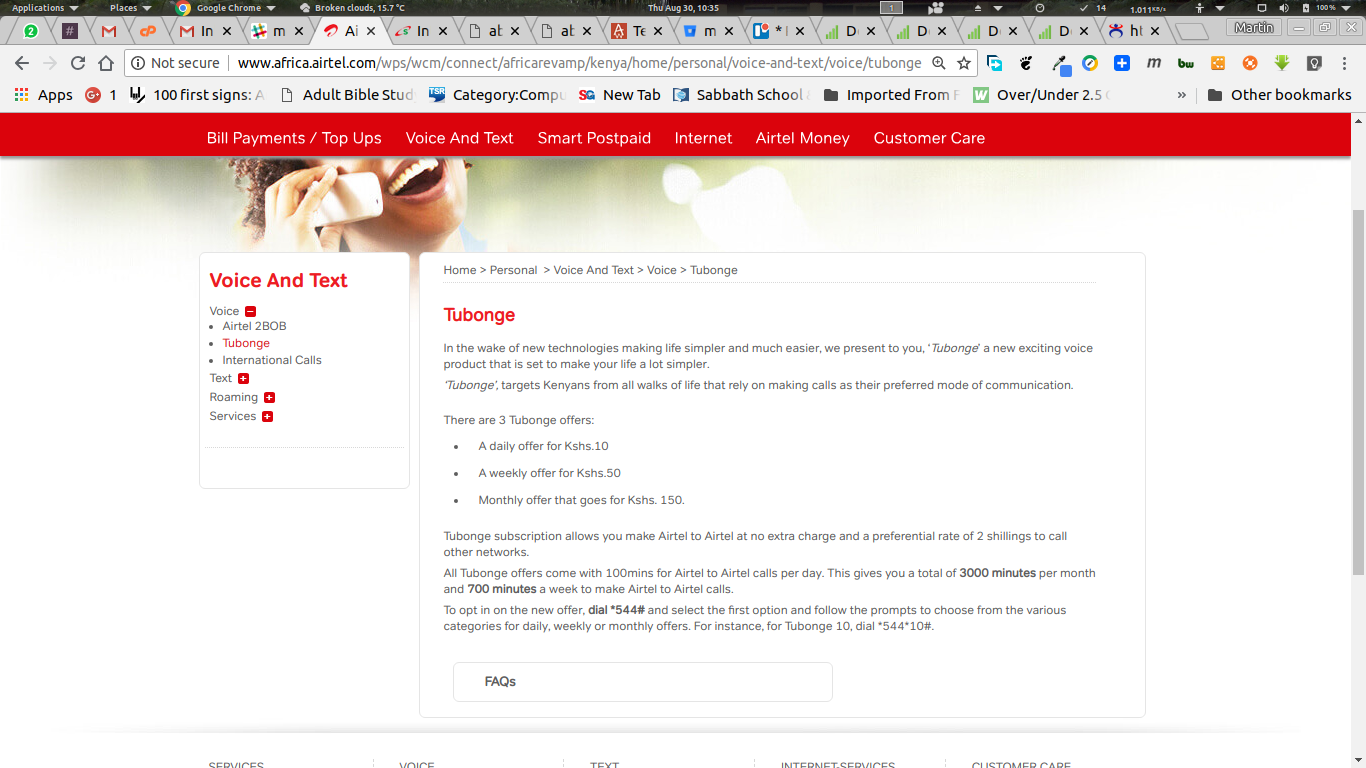 Applications Places Google Chrome Broken clouds, 15.7 °C Thu Aug 30, 10:35 1 14 1.011KB/s 100%
2 # In m Ai In ab ab Te m * D D D D ht Martin
Not secure | www.africa.airtel.com/wps/wcm/connect/africarevamp/kenya/home/personal/voice-and-text/voice/tubonge
Apps 1 100 first signs: A Adult Bible Stud Category:Compu New Tab Sabbath School Imported From F Over/Under 2.5 » Other bookmarks
Bill Payments / Top Ups Voice And Text Smart Postpaid Internet Airtel Money Customer Care
Voice And Text
Voice
• Airtel 2BOB
• Tubonge
• International Calls
Text
Roaming
Services
Home > Personal > Voice And Text > Voice > Tubonge
Tubonge
In the wake of new technologies making life simpler and much easier, we present to you, 'Tubonge' a new exciting voice
product that is set to make your life a lot simpler.
'Tubonge', targets Kenyans from all walks of life that rely on making calls as their preferred mode of communication.
There are 3 Tubonge offers:
• A daily offer for Kshs.10
• A weekly offer for Kshs.50
• Monthly offer that goes for Kshs. 150.
Tubonge subscription allows you make Airtel to Airtel at no extra charge and a preferential rate of 2 shillings to call
other networks.
All Tubonge offers come with 100mins for Airtel to Airtel calls per day. This gives you a total of 3000 minutes per month
and 700 minutes a week to make Airtel to Airtel calls.
To opt in on the new offer, dial *544# and select the first option and follow the prompts to choose from the various
categories for daily, weekly or monthly offers. For instance, for Tubonge 10, dial *544*10#.
FAQs
SERVICES VOICE TEXT INTERNET-SERVICES CUSTOMER CARE